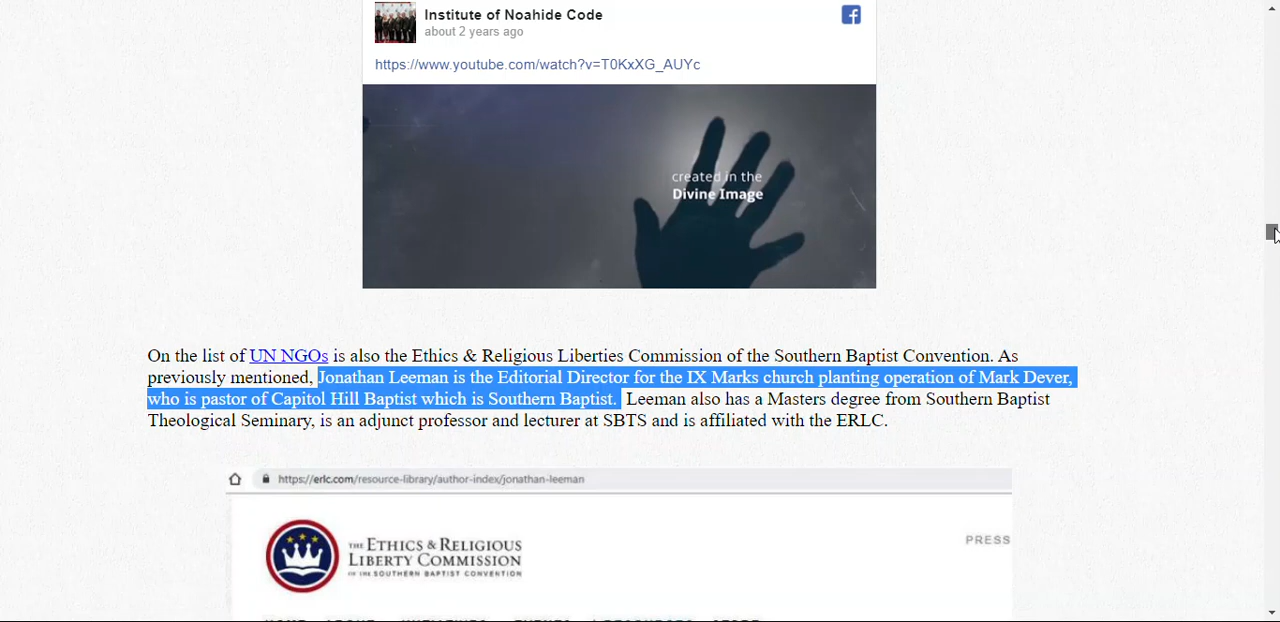 Institute of Noahide Code
about 2 years ago
https://www.youtube.com/watch?v=T0KxXG_AUYc
created in the
Divine Image
On the list of UN NGOs is also the Ethics & Religious Liberties Commission of the Southern Baptist Convention. As
previously mentioned, Jonathan Leeman is the Editorial Director for the IX Marks church planting operation of Mark Dever,
who is pastor of Capitol Hill Baptist which is Southern Baptist. Leeman also has a Masters degree from Southern Baptist
Theological Seminary, is an adjunct professor and lecturer at SBTS and is affiliated with the ERLC.
https://erlc.com/resource-library/author-index/jonathan-leeman
THE ETHICS & RELIGIOUS
LIBERTY COMMISSION
OF THE SOUTHERN BAPTIST CONVENTION
PRESS